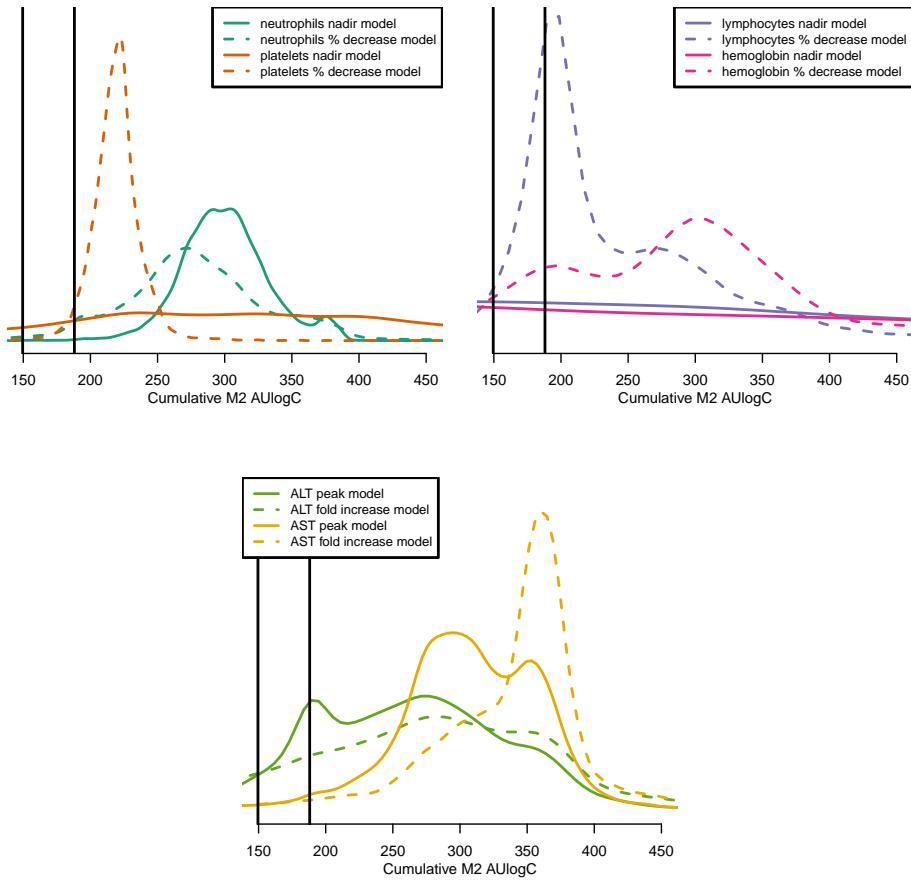 neutrophils nadir model
neutrophils % decrease model
platelets nadir model
platelets % decrease model
150 200 250 300 350 400 450
Cumulative M2 AUlogC
lymphocytes nadir model
lymphocytes % decrease model
hemoglobin nadir model
hemoglobin % decrease model
150 200 250 300 350 400 450
Cumulative M2 AUlogC
ALT peak model
ALT fold increase model
AST peak model
AST fold increase model
150 200 250 300 350 400 450
Cumulative M2 AUlogC